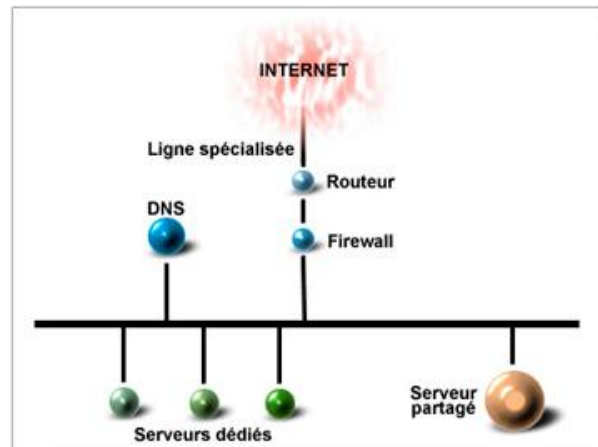 INTERNET
Ligne spécialisée
Routeur
DNS
Firewall
Serveurs dédiés
Serveur
partagé